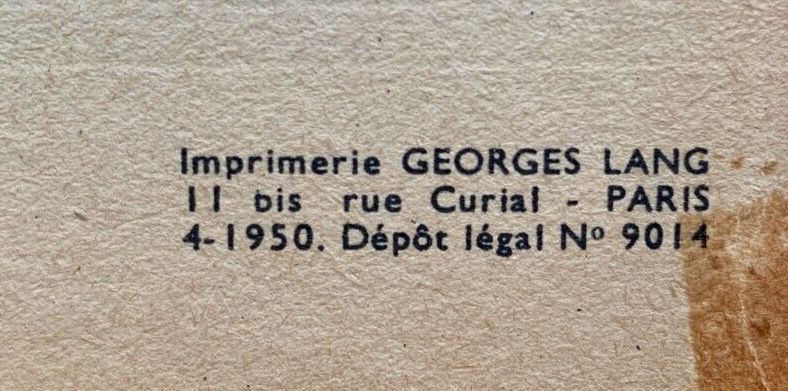 Imprimerie GEORGES LANG
11 bis rue Curial - PARIS
4-1950. Dépôt légal Nº 9014